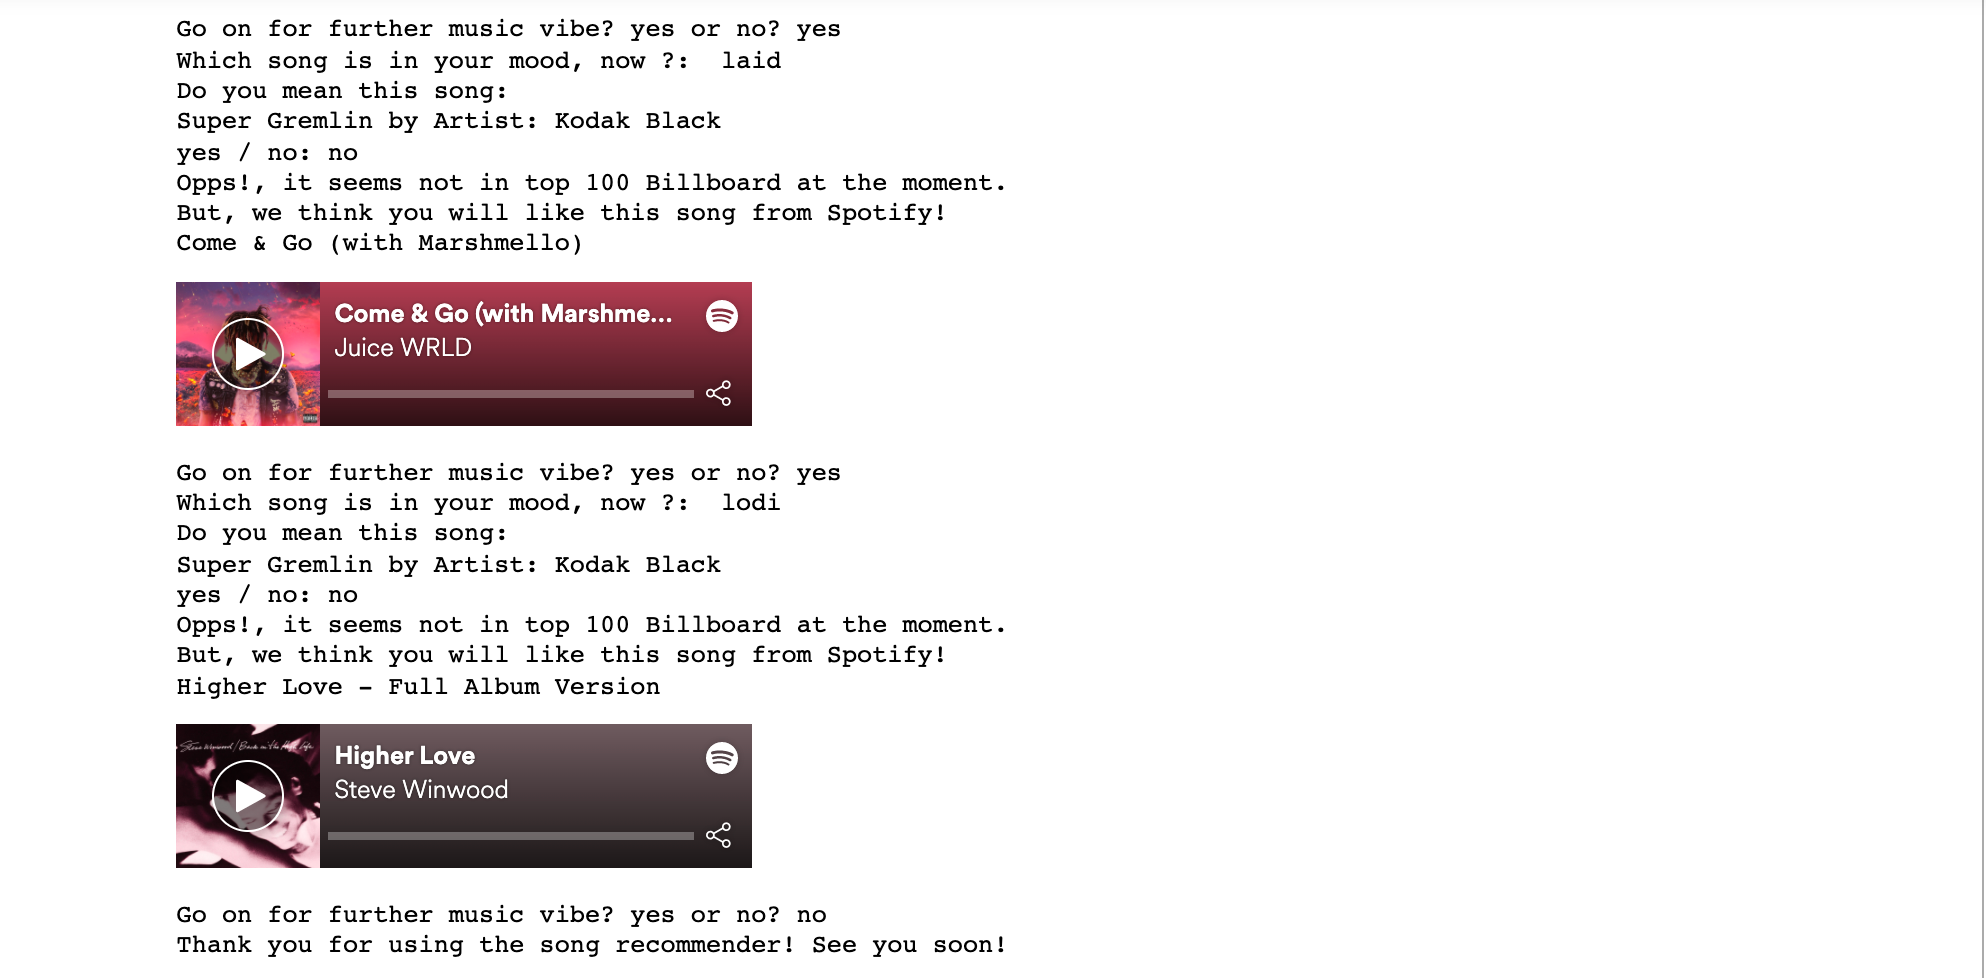 Go on for further music vibe? yes or no? yes
Which song is in your mood, now ?:  laid
Do you mean this song:
Super Gremlin by Artist: Kodak Black
yes / no: no
Opps!, it seems not in top 100 Billboard at the moment.
But, we think you will like this song from Spotify!
Come & Go (with Marshmello)
Come & Go (with Marshme...
Juice WRLD
Go on for further music vibe? yes or no? yes
Which song is in your mood, now ?:  lodi
Do you mean this song:
Super Gremlin by Artist: Kodak Black
yes / no: no
Opps!, it seems not in top 100 Billboard at the moment.
But, we think you will like this song from Spotify!
Higher Love - Full Album Version
Steve Winwood / Back in the High Life
Higher Love
Steve Winwood
Go on for further music vibe? yes or no? no
Thank you for using the song recommender! See you soon!